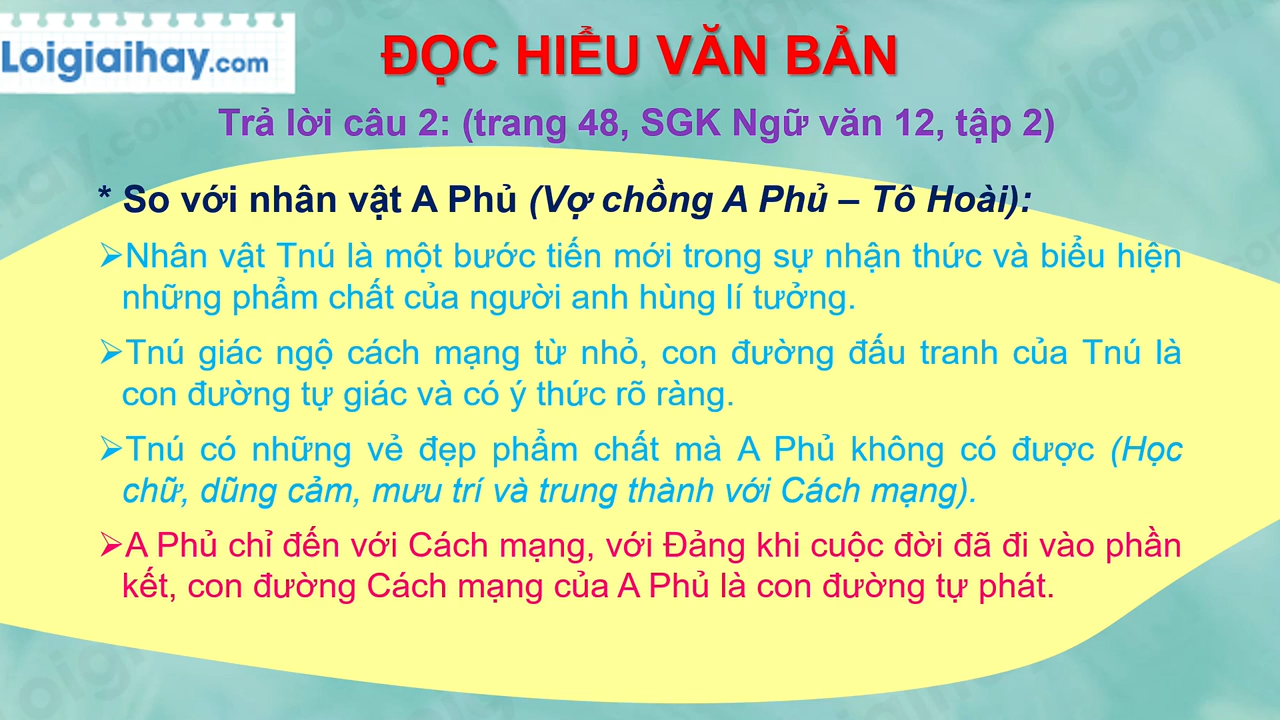 Loigiaihay.com
ĐỌC HIỂU VĂN BẢN
Trả lời câu 2: (trang 48, SGK Ngữ văn 12, tập 2)
* So với nhân vật A Phủ (Vợ chồng A Phủ – Tô Hoài):
➢Nhân vật Tnú là một bước tiến mới trong sự nhận thức và biểu hiện
những phẩm chất của người anh hùng lí tưởng.
➢Tnú giác ngộ cách mạng từ nhỏ, con đường đấu tranh của Tnú là
con đường tự giác và có ý thức rõ ràng.
➢Tnú có những vẻ đẹp phẩm chất mà A Phủ không có được (Học
chữ, dũng cảm, mưu trí và trung thành với Cách mạng).
➢A Phủ chỉ đến với Cách mạng, với Đảng khi cuộc đời đã đi vào phần
kết, con đường Cách mạng của A Phủ là con đường tự phát.